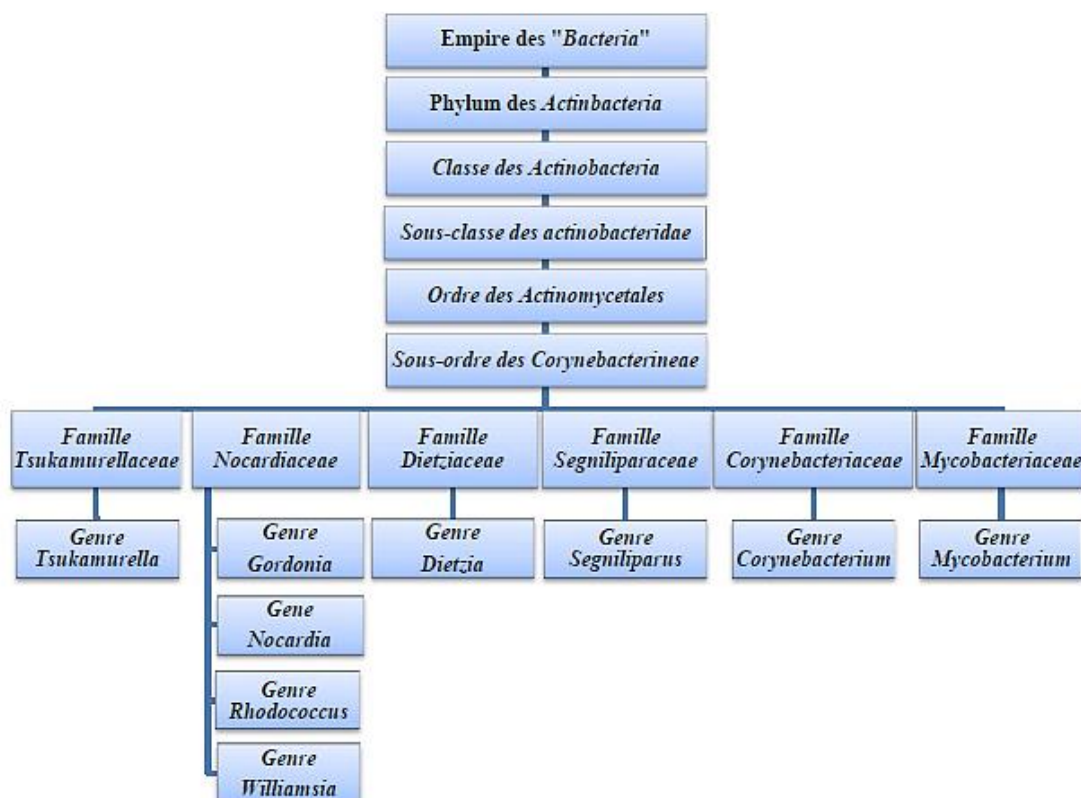 Empire des "Bacteria"
Phylum des Actinbacteria
Classe des Actinobacteria
Sous-classe des actinobacteridae
Ordre des Actinomycetales
Sous-ordre des Corynebacterineae
Famille
Tsukamurellaceae
Famille
Nocardiaceae
Famille
Dietziaceae
Famille
Segniliparaceae
Famille
Corynebacteriaceae
Famille
Mycobacteriaceae
Genre
Tsukamurella
Genre
Gordonia
Genre
Dietzia
Genre
Segniliparus
Genre
Corynebacterium
Genre
Mycobacterium
Gene
Nocardia
Genre
Rhodococcus
Genre
Williamsia